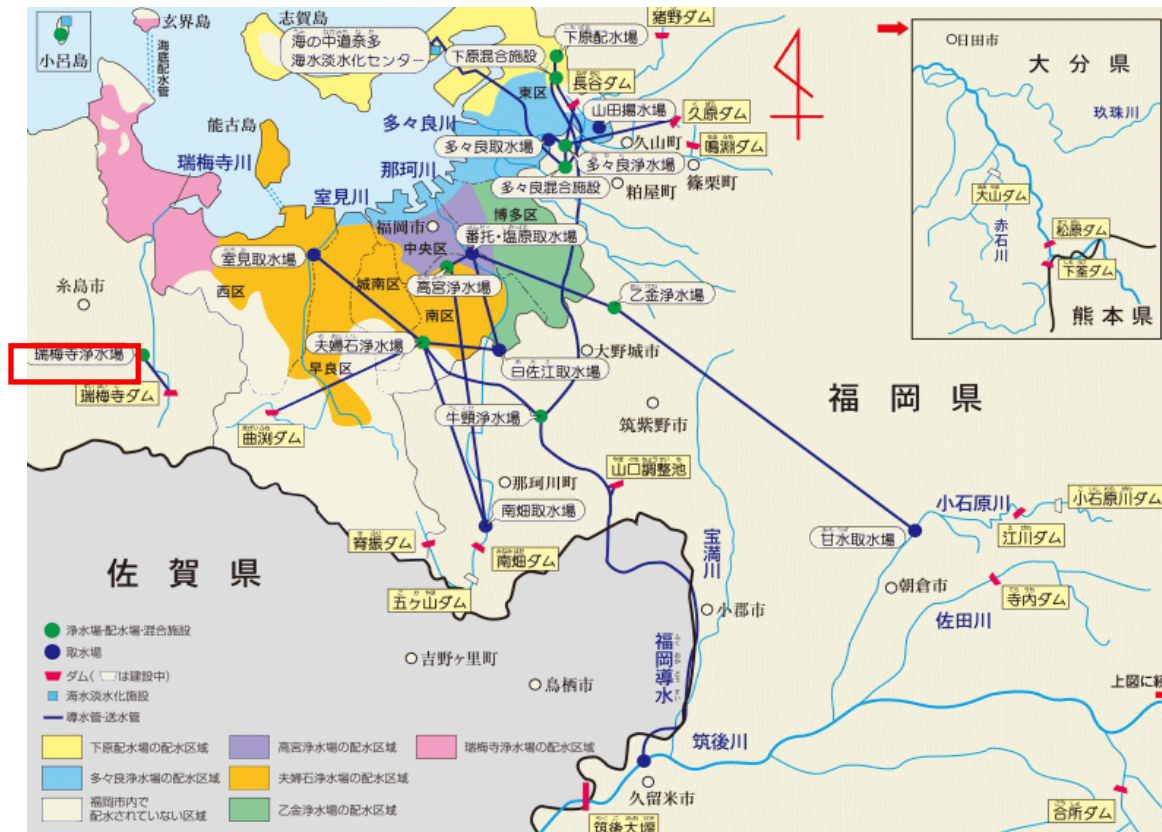 小呂島
玄界島
海底配水管
志賀島
海の中道奈多
海水淡水化センター
下原混合施設
下原配水場
猪野ダム
長谷ダム
東区
山田揚水場
久原ダム
多々良川
多々良取水場
久山町
鳴淵ダム
多々良浄水場
篠栗町
多々良混合施設
粕屋町
能古島
瑞梅寺川
那珂川
室見川
博多区
福岡市
番托・塩原取水場
中央区
室見取水場
城南区
高宮浄水場
乙金浄水場
糸島市
西区
南区
瑞梅寺浄水場
夫婦石浄水場
大野城市
早良区
曰佐江取水場
瑞梅寺ダム
曲渕ダム
牛頸浄水場
筑紫野市
福岡県
山口調整池
那珂川町
南畑取水場
小石原川
小石原川ダム
甘水取水場
江川ダム
宝満川
脊振ダム
南畑ダム
佐賀県
五ヶ山ダム
朝倉市
寺内ダム
小郡市
佐田川
福岡導水
ふくおかどうすい
吉野ヶ里町
鳥栖市
上図に続
筑後川
久留米市
筑後大堰
合所ダム
日田市
大分県
玖珠川
大山ダム
赤石川
松原ダム
下筌ダム
熊本県
浄水場・配水場・混合施設
取水場
ダム( は建設中)
海水淡水化施設
導水管・送水管
下原配水場の配水区域
高宮浄水場の配水区域
瑞梅寺浄水場の配水区域
多々良浄水場の配水区域
夫婦石浄水場の配水区域
福岡市内で
配水されていない区域
乙金浄水場の配水区域